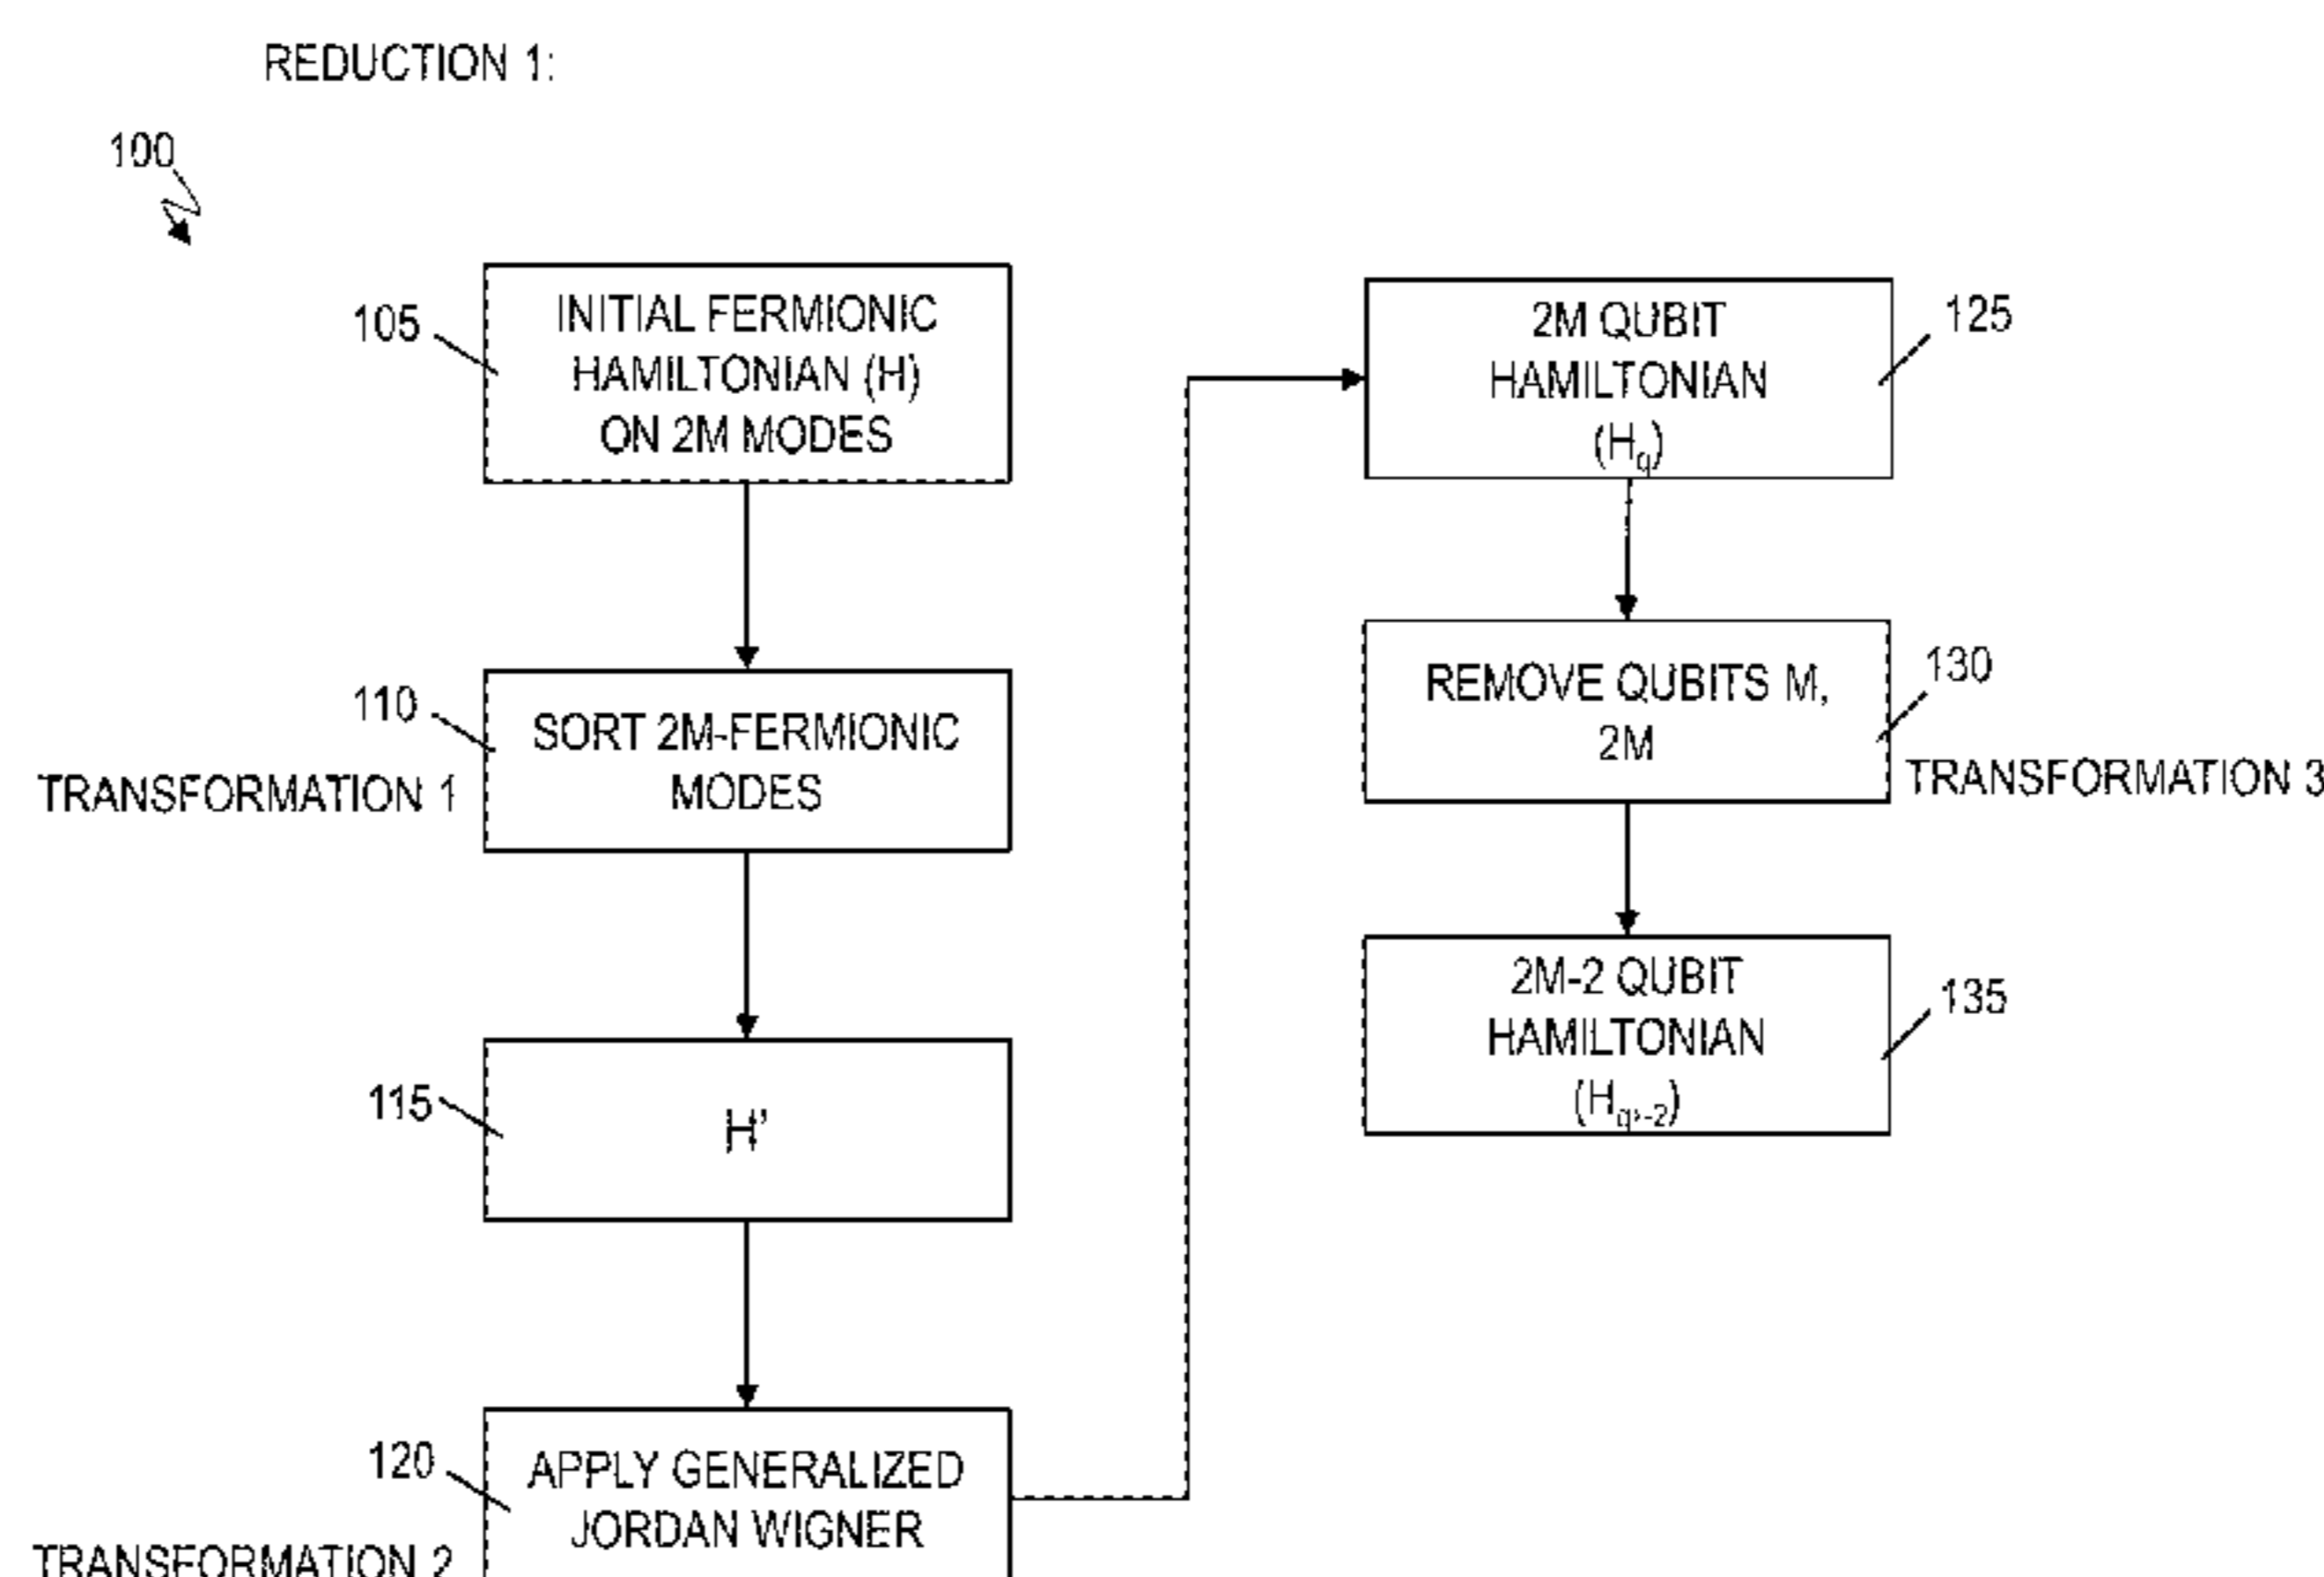 REDUCTION 1:
100
105
INITIAL FERMIONIC
HAMILTONIAN (H)
ON 2M MODES
110
SORT 2M-FERMIONIC
MODES
TRANSFORMATION 1
115
H'
120
APPLY GENERALIZED
JORDAN WIGNER
TRANSFORMATION 2
2M QUBIT
HAMILTONIAN
(Hq)
125
REMOVE QUBITS M,
2M
130
TRANSFORMATION 3
2M-2 QUBIT
HAMILTONIAN
135